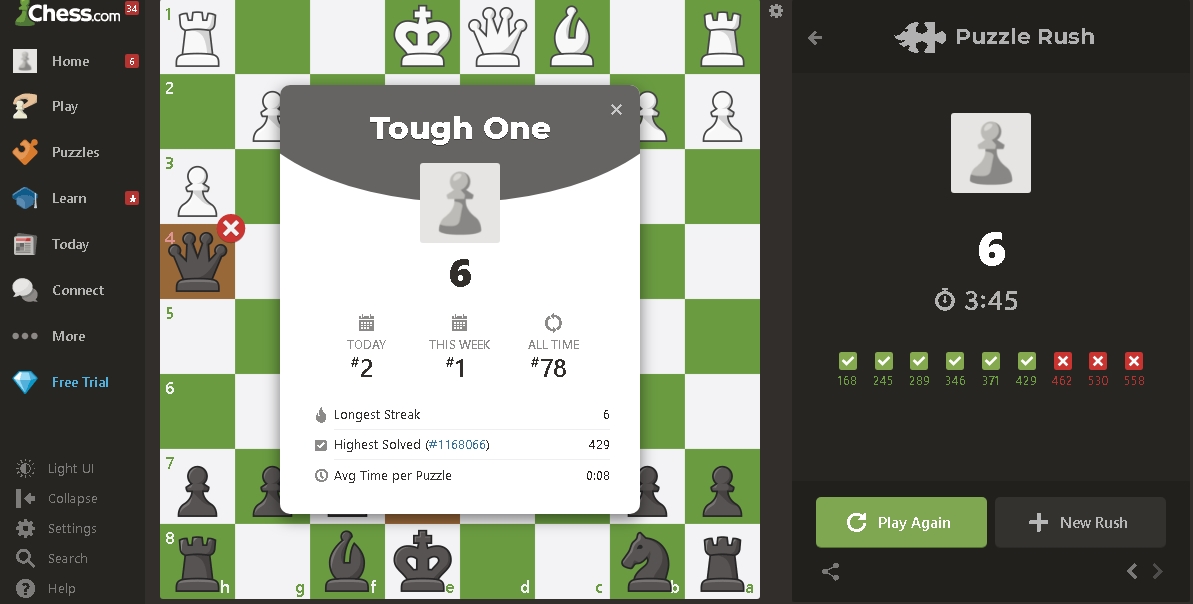 Chess.com 34
Home 6
Play
Puzzles
Learn
Today
Connect
More
Free Trial
Light UI
Collapse
Settings
Search
Help
1
2
3
4
5
6
7
8
h g f e d c b a
Tough One
6
TODAY THIS WEEK ALL TIME
#2 #1 #78
Longest Streak 6
Highest Solved (#1168066) 429
Avg Time per Puzzle 0:08
Puzzle Rush
6
3:45
168 245 289 346 371 429 462 530 558
Play Again New Rush